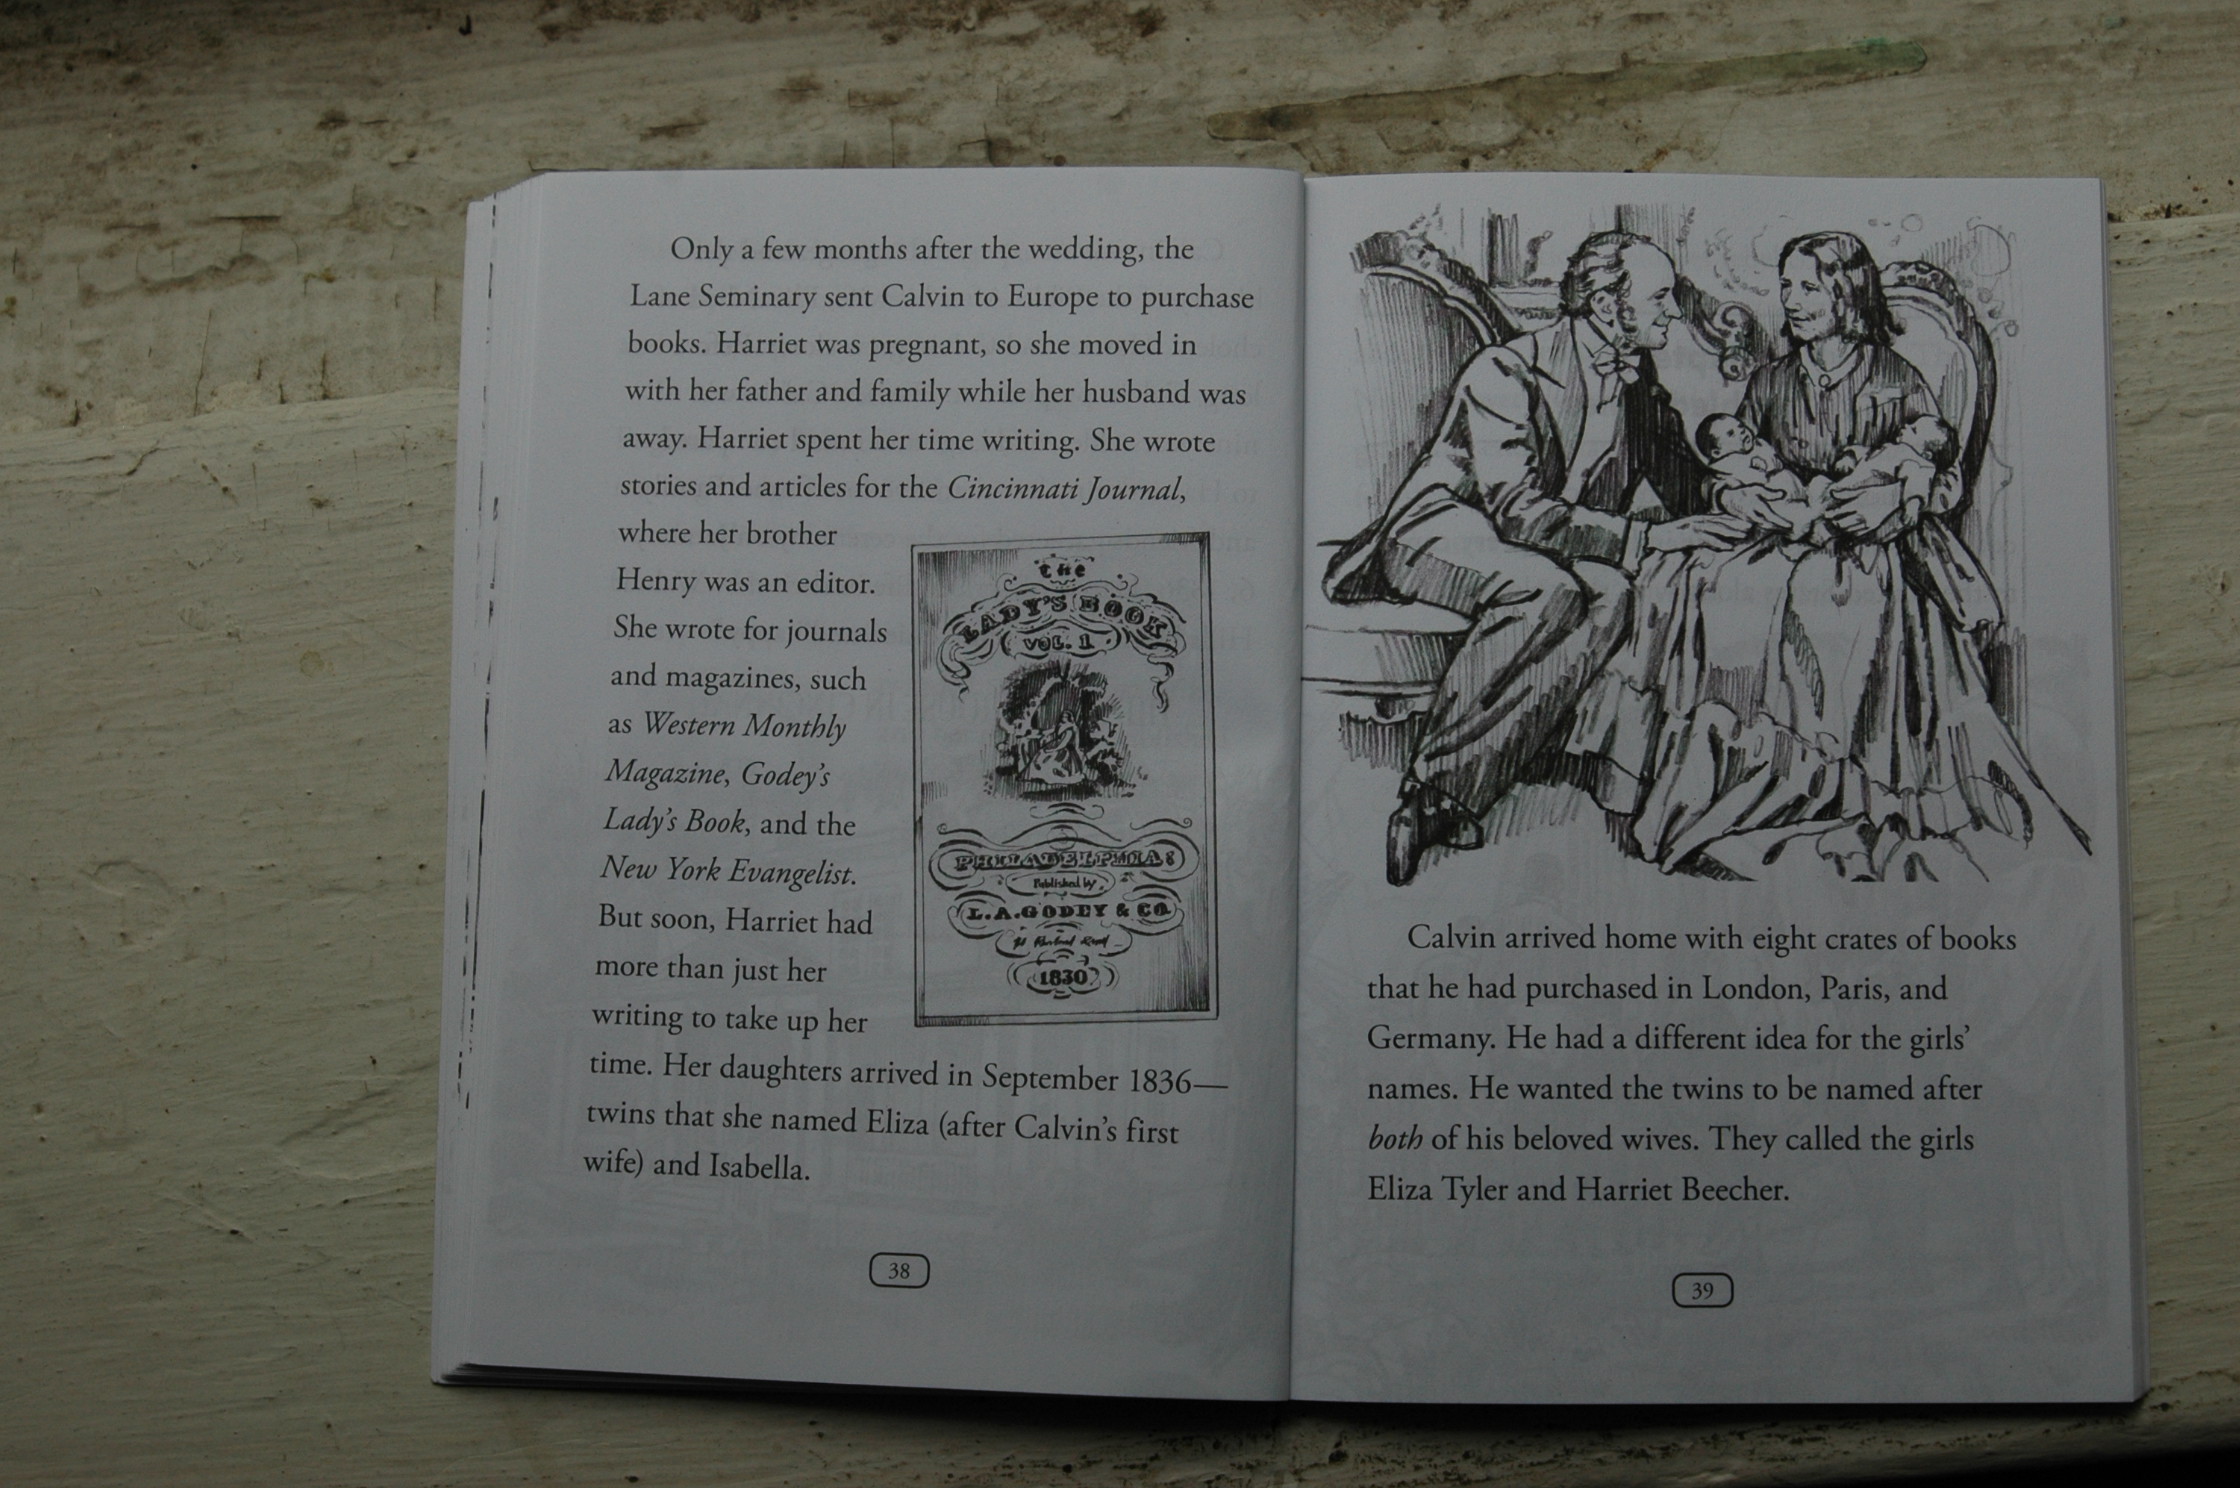 Only a few months after the wedding, the
Lane Seminary sent Calvin to Europe to purchase
books. Harriet was pregnant, so she moved in
with her father and family while her husband was
away. Harriet spent her time writing. She wrote
stories and articles for the Cincinnati Journal,
where her brother
Henry was an editor.
She wrote for journals
and magazines, such
as Western Monthly
Magazine, Godey's
Lady's Book, and the
New York Evangelist.
But soon, Harriet had
more than just her
writing to take up her
time. Her daughters arrived in September 1836—
twins that she named Eliza (after Calvin's first
wife) and Isabella.
the
LADY'S BOOK
VOL. 1
PHILADELPHIA:
Published by
L.A. GODEY & CO.
1830
38
Calvin arrived home with eight crates of books
that he had purchased in London, Paris, and
Germany. He had a different idea for the girls'
names. He wanted the twins to be named after
both of his beloved wives. They called the girls
Eliza Tyler and Harriet Beecher.
39